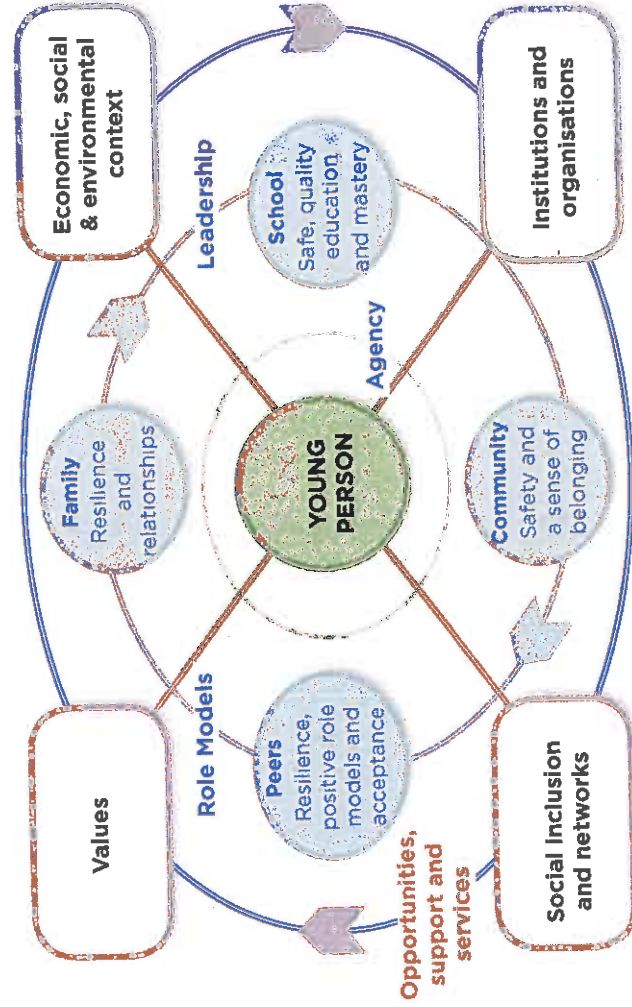 Values
Economic, social
& environmental
context
Family
Resilience
and
relationships
Role Models
Leadership
Peers
Resilience,
positive role
models and
acceptance
YOUNG
PERSON
School
Safe, quality
education,
and mastery
Agency
Opportunities,
support and
services
Community
Safety and
a sense of
belonging
Social Inclusion
and networks
Institutions and
organisations